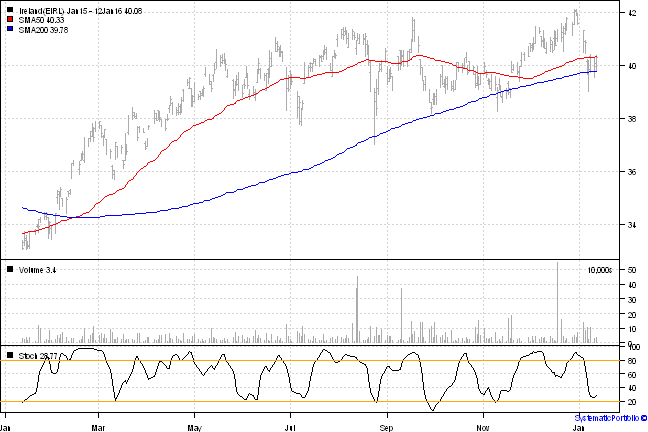 Ireland(EIRL) Jan15 - 12Jan16 40.08
SMA50 40.33
SMA200 39.78
42
40
38
36
34
Volume 3.4
10,000s
50
40
30
20
10
0
Stoch 28.77
100
80
60
40
20
Jan Mar May Jul Sep Nov Jan
SystematicPortfolio ©